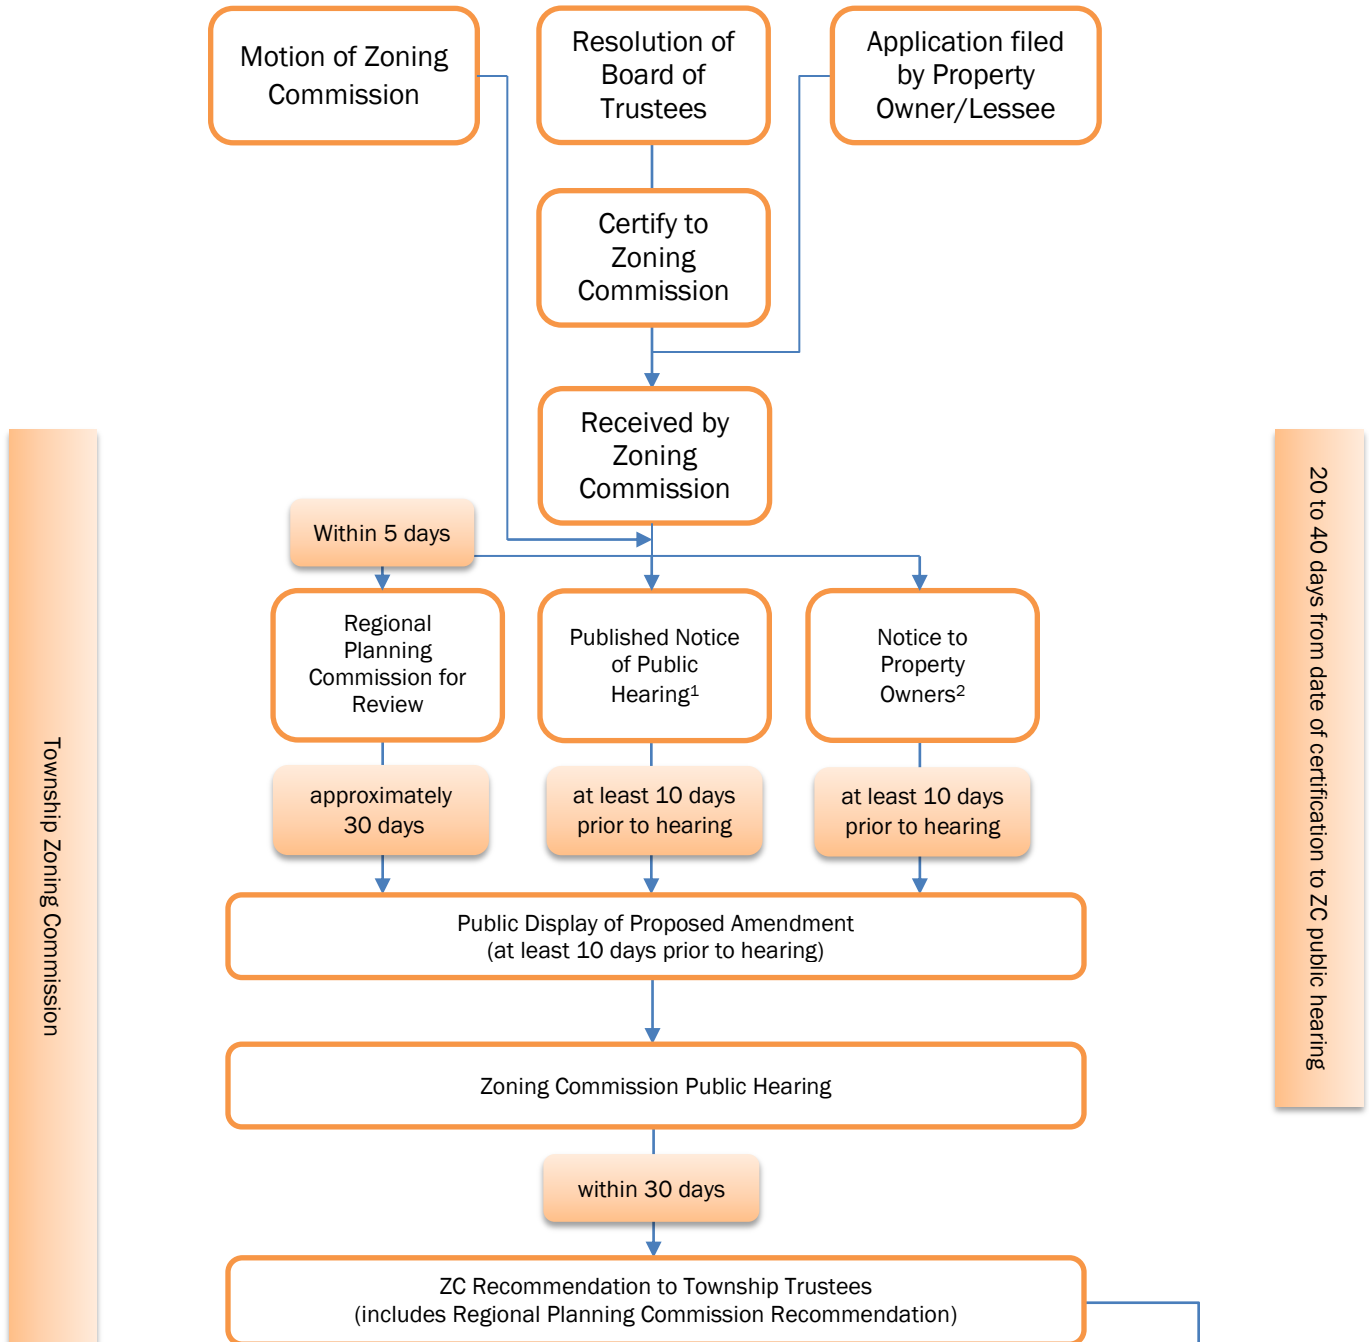 Motion of Zoning
Commission
Resolution of
Board of
Trustees
Application filed
by Property
Owner/Lessee
Certify to
Zoning
Commission
Received by
Zoning
Commission
Township Zoning Commission
20 to 40 days from date of certification to ZC public hearing
Within 5 days
Regional
Planning
Commission for
Review
Published Notice
of Public
Hearing¹
Notice to
Property
Owners²
approximately
30 days
at least 10 days
prior to hearing
at least 10 days
prior to hearing
Public Display of Proposed Amendment
(at least 10 days prior to hearing)
Zoning Commission Public Hearing
within 30 days
ZC Recommendation to Township Trustees
(includes Regional Planning Commission Recommendation)